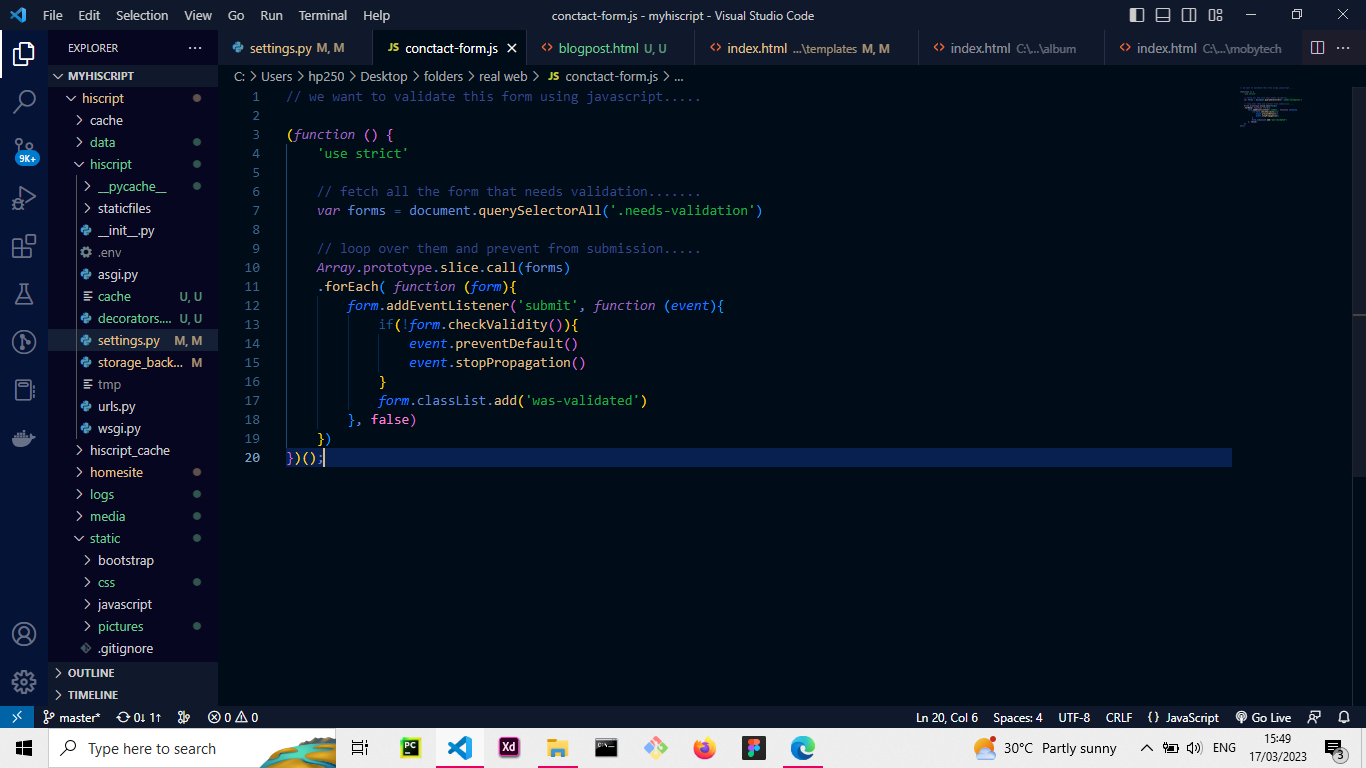 File Edit Selection View Go Run Terminal Help conctact-form.js - myhiscript - Visual Studio Code
EXPLORER ...
settings.py M, M
JS conctact-form.js
blogpost.html U, U
index.html ...\templates M, M
index.html C:\...\album
index.html C:\...\mobytech
C: > Users > hp250 > Desktop > folders > real web > JS conctact-form.js > ...
MYHISCRIPT
hiscript
cache
data
hiscript
__pycache__
staticfiles
__init__.py
.env
asgi.py
cache U, U
decorators.... U, U
settings.py M, M
storage_back... M
tmp
urls.py
wsgi.py
hiscript_cache
homesite
logs
media
static
bootstrap
css
javascript
pictures
.gitignore
OUTLINE
TIMELINE
9K+
1 // we want to validate this form using javascript.....
2
3 (function () {
4 'use strict'
5
6 // fetch all the form that needs validation.......
7 var forms = document.querySelectorAll('.needs-validation')
8
9 // loop over them and prevent from submission.....
10 Array.prototype.slice.call(forms)
11 .forEach( function (form){
12 form.addEventListener('submit', function (event){
13 if(!form.checkValidity()){
14 event.preventDefault()
15 event.stopPropagation()
16 }
17 form.classList.add('was-validated')
18 }, false)
19 })
20 })();
master* 0↓ 1↑ 0 0 Ln 20, Col 6 Spaces: 4 UTF-8 CRLF {} JavaScript Go Live
Type here to search
PC
Xd
30°C Partly sunny
ENG
15:49
17/03/2023
3